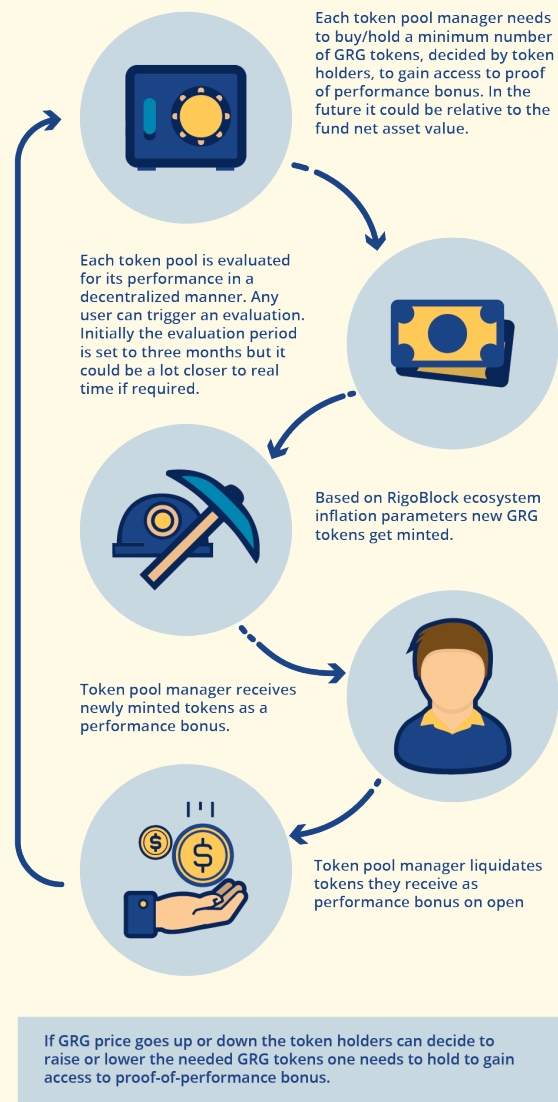 Each token pool manager needs
to buy/hold a minimum number
of GRG tokens, decided by token
holders, to gain access to proof
of performance bonus. In the
future it could be relative to the
fund net asset value.
Each token pool is evaluated
for its performance in a
decentralized manner. Any
user can trigger an evaluation.
Initially the evaluation period
is set to three months but it
could be a lot closer to real
time if required.
Based on RigoBlock ecosystem
inflation parameters new GRG
tokens get minted.
Token pool manager receives
newly minted tokens as a
performance bonus.
$
$
Token pool manager liquidates
tokens they receive as
performance bonus on open
If GRG price goes up or down the token holders can decide to
raise or lower the needed GRG tokens one needs to hold to gain
access to proof-of-performance bonus.